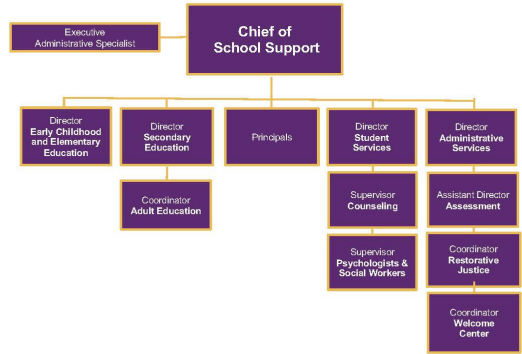 Executive
Administrative Specialist
Chief of
School Support
Director
Early Childhood
and Elementary
Education
Director
Secondary
Education
Principals
Director
Student
Services
Director
Administrative
Services
Coordinator
Adult Education
Supervisor
Counseling
Assistant Director
Assessment
Supervisor
Psychologists &
Social Workers
Coordinator
Restorative
Justice
Coordinator
Welcome
Center